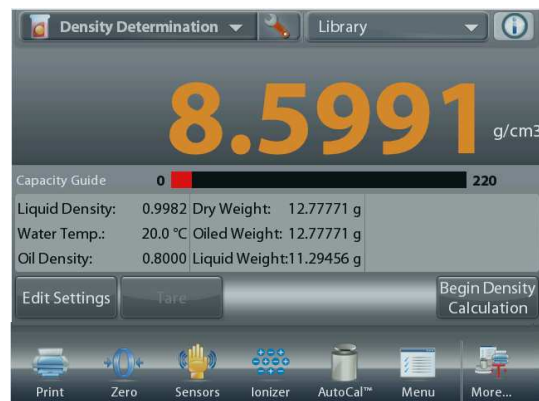 Density Determination Library
8.5991 g/cm3
Capacity Guide 0 220
Liquid Density: 0.9982 Dry Weight: 12.77771 g
Water Temp.: 20.0 °C Oiled Weight: 12.77771 g
Oil Density: 0.8000 Liquid Weight:11.29456 g
Edit Settings Tare Begin Density
Calculation
Print Zero Sensors Ionizer AutoCal™ Menu More...